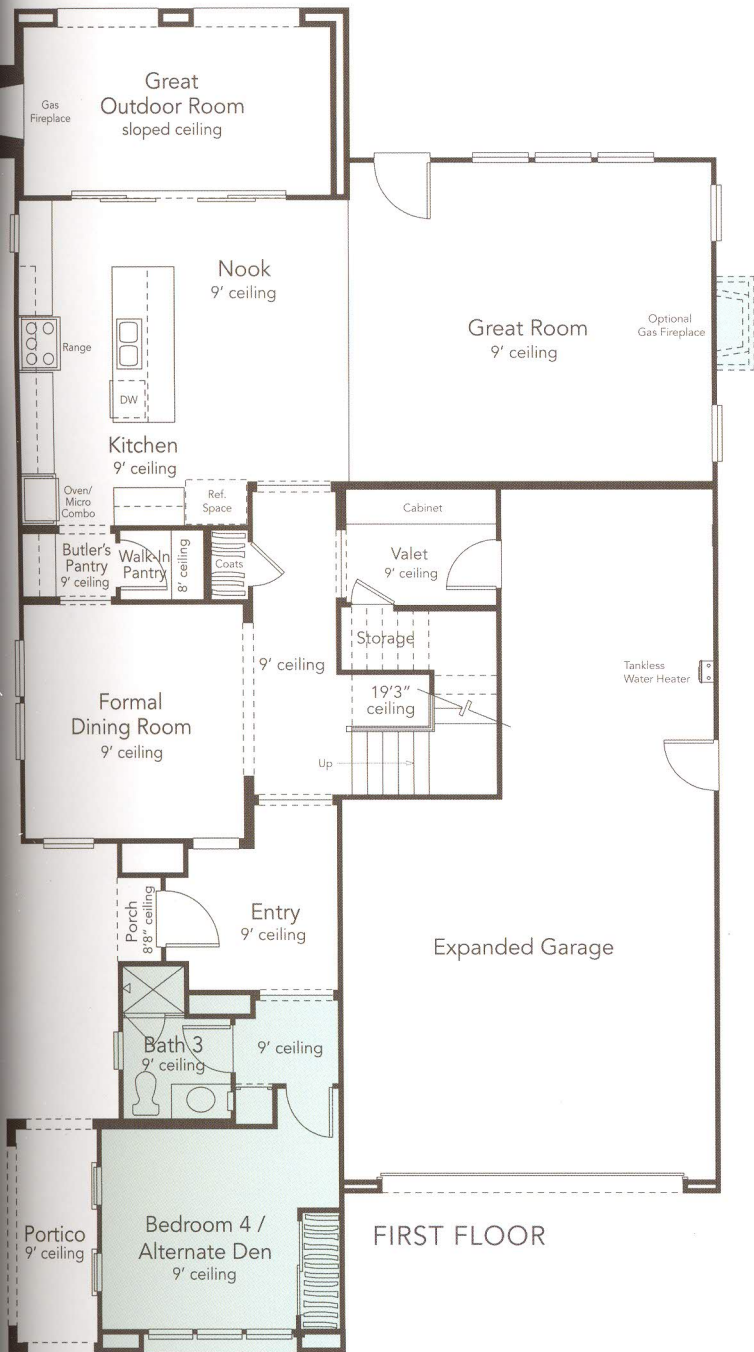 Great
Outdoor Room
sloped ceiling
Gas
Fireplace
Nook
9' ceiling
Great Room
9' ceiling
Optional
Gas Fireplace
Range
DW
Kitchen
9' ceiling
Oven/
Micro
Combo
Ref.
Space
Cabinet
Butler's
Pantry
9' ceiling
Walk-In
Pantry
8' ceiling
Coats
Valet
9' ceiling
Storage
9' ceiling
19'3"
ceiling
Tankless
Water Heater
Formal
Dining Room
9' ceiling
Up
Porch
8'8" ceiling
Entry
9' ceiling
Expanded Garage
Bath 3
9' ceiling
9' ceiling
Portico
9' ceiling
Bedroom 4 /
Alternate Den
9' ceiling
FIRST FLOOR